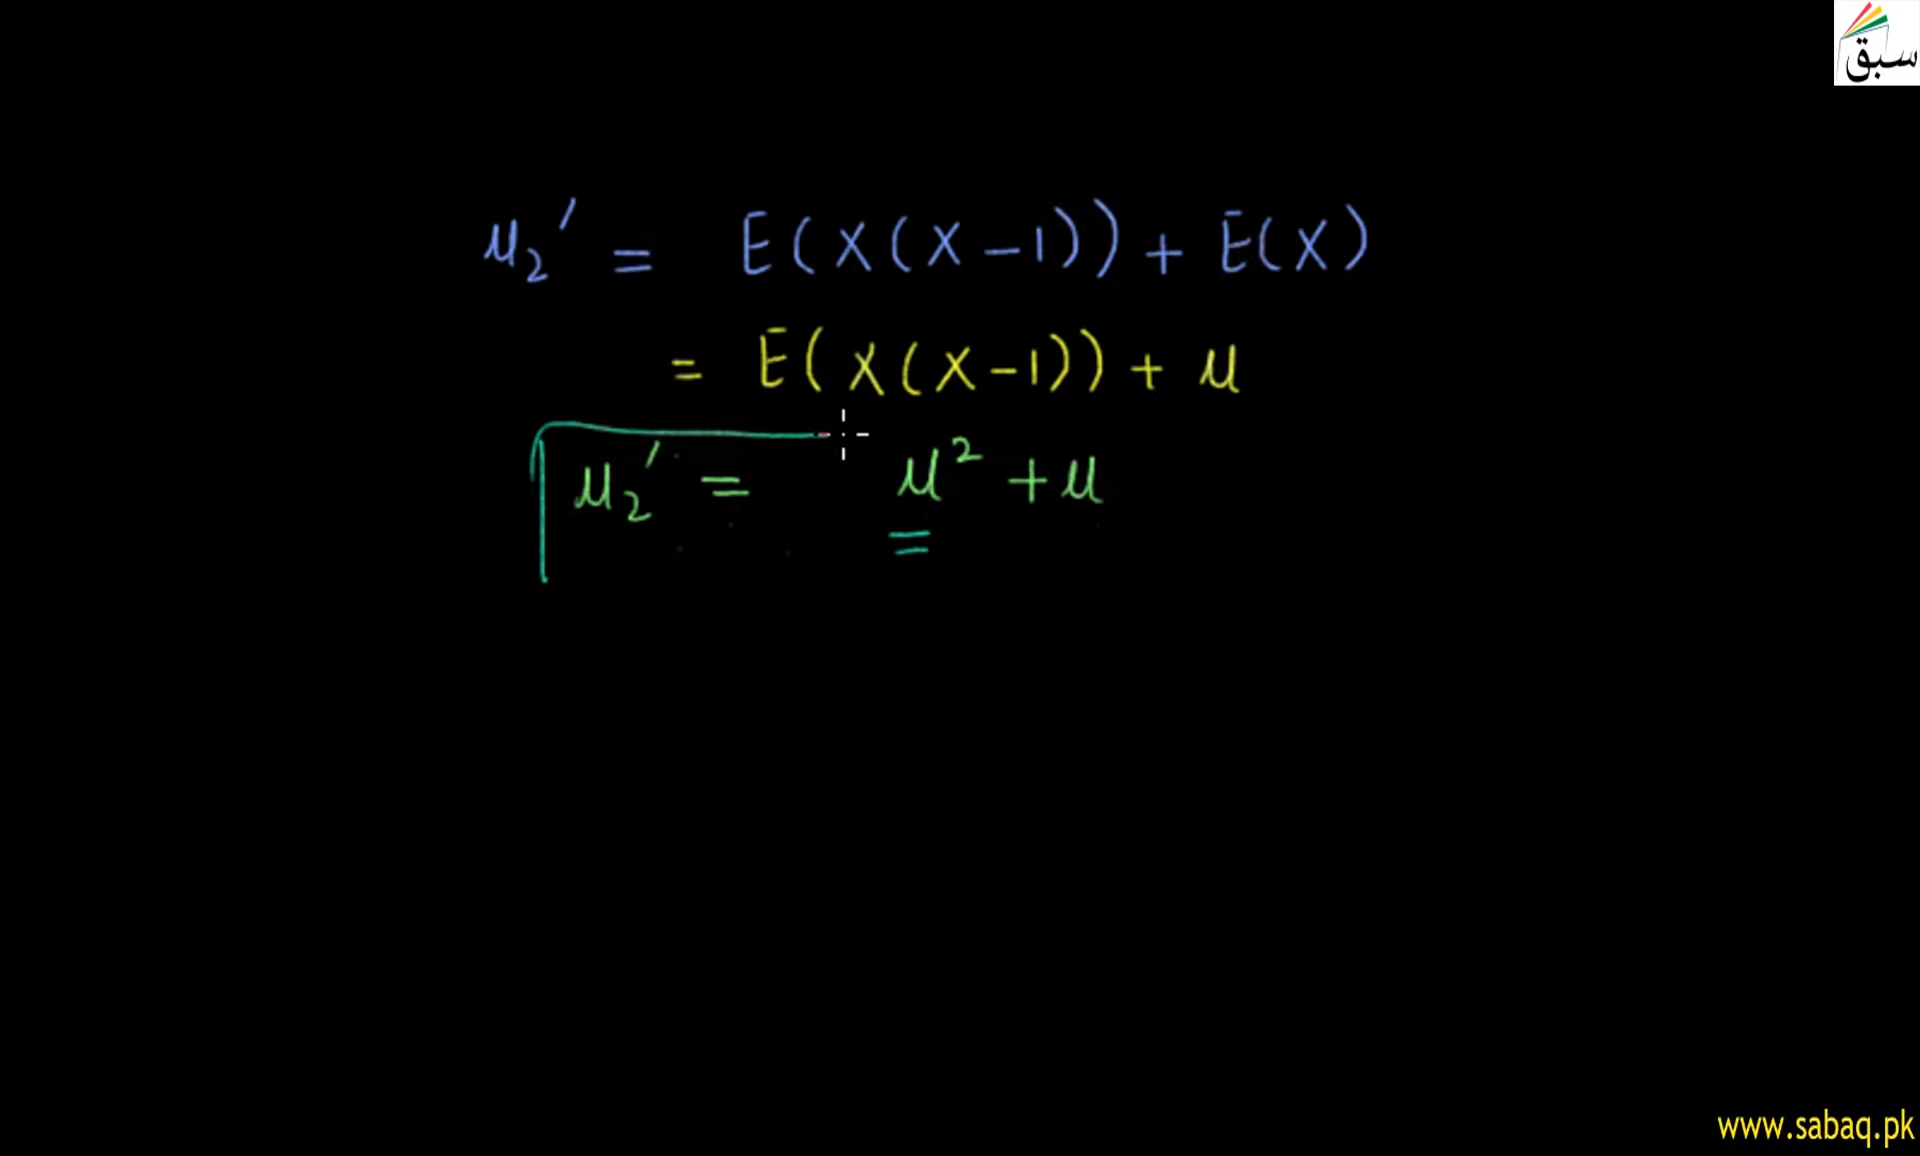 سبق
μ₂′ = E(X(X−1)) + E(X)
= E(X(X−1)) + μ
μ₂′ = μ² + μ
www.sabaq.pk